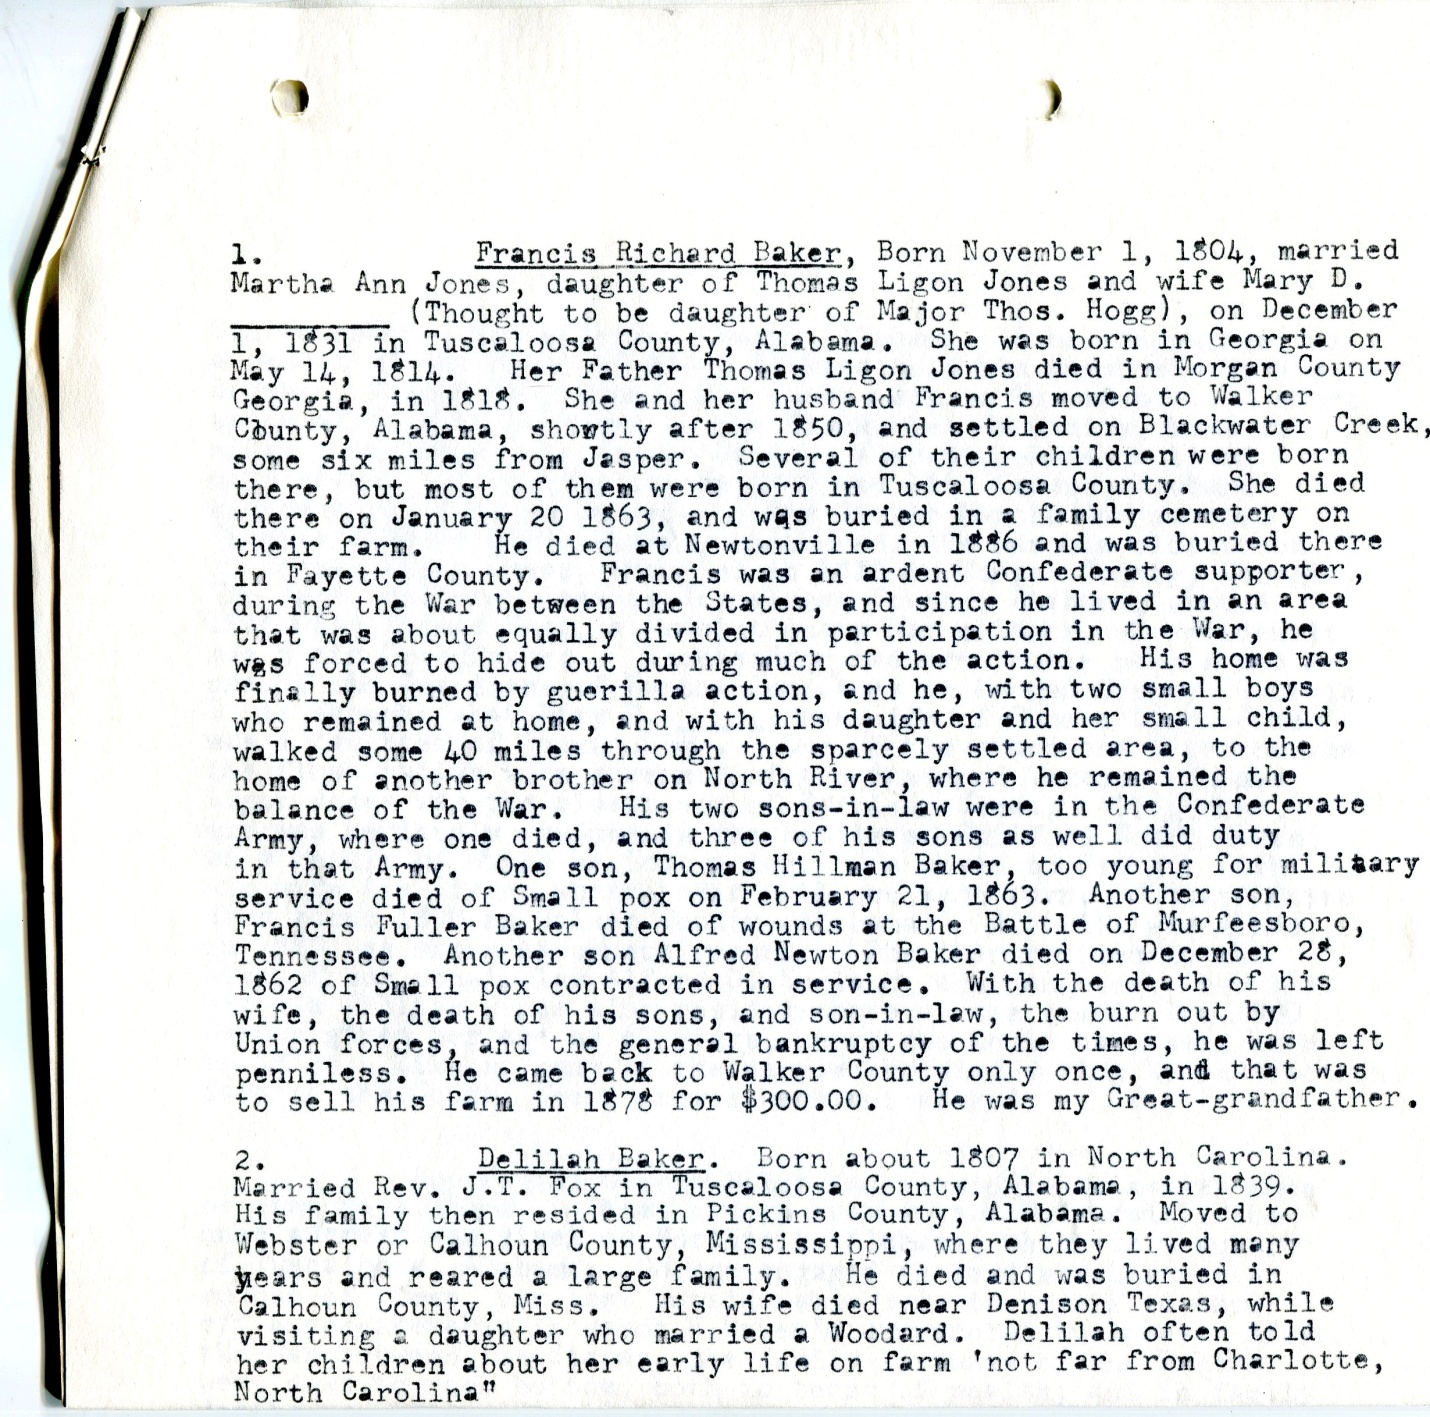 1. Francis Richard Baker, Born November 1, 1804, married
Martha Ann Jones, daughter of Thomas Ligon Jones and wife Mary D.
_________ (Thought to be daughter of Major Thos. Hogg), on December
1, 1831 in Tuscaloosa County, Alabama. She was born in Georgia on
May 14, 1814. Her Father Thomas Ligon Jones died in Morgan County
Georgia, in 1818. She and her husband Francis moved to Walker
County, Alabama, shortly after 1850, and settled on Blackwater Creek,
some six miles from Jasper. Several of their children were born
there, but most of them were born in Tuscaloosa County. She died
there on January 20 1863, and was buried in a family cemetery on
their farm. He died at Newtonville in 1886 and was buried there
in Fayette County. Francis was an ardent Confederate supporter,
during the War between the States, and since he lived in an area
that was about equally divided in participation in the War, he
was forced to hide out during much of the action. His home was
finally burned by guerilla action, and he, with two small boys
who remained at home, and with his daughter and her small child,
walked some 40 miles through the sparcely settled area, to the
home of another brother on North River, where he remained the
balance of the War. His two sons-in-law were in the Confederate
Army, where one died, and three of his sons as well did duty
in that Army. One son, Thomas Hillman Baker, too young for military
service died of Small pox on February 21, 1863. Another son,
Francis Fuller Baker died of wounds at the Battle of Murfeesboro,
Tennessee. Another son Alfred Newton Baker died on December 28,
1862 of Small pox contracted in service. With the death of his
wife, the death of his sons, and son-in-law, the burn out by
Union forces, and the general bankruptcy of the times, he was left
penniless. He came back to Walker County only once, and that was
to sell his farm in 1878 for $300.00. He was my Great-grandfather.
2. Delilah Baker. Born about 1807 in North Carolina.
Married Rev. J.T. Fox in Tuscaloosa County, Alabama, in 1839.
His family then resided in Pickins County, Alabama. Moved to
Webster or Calhoun County, Mississippi, where they lived many
years and reared a large family. He died and was buried in
Calhoun County, Miss. His wife died near Denison Texas, while
visiting a daughter who married a Woodard. Delilah often told
her children about her early life on farm 'not far from Charlotte,
North Carolina"